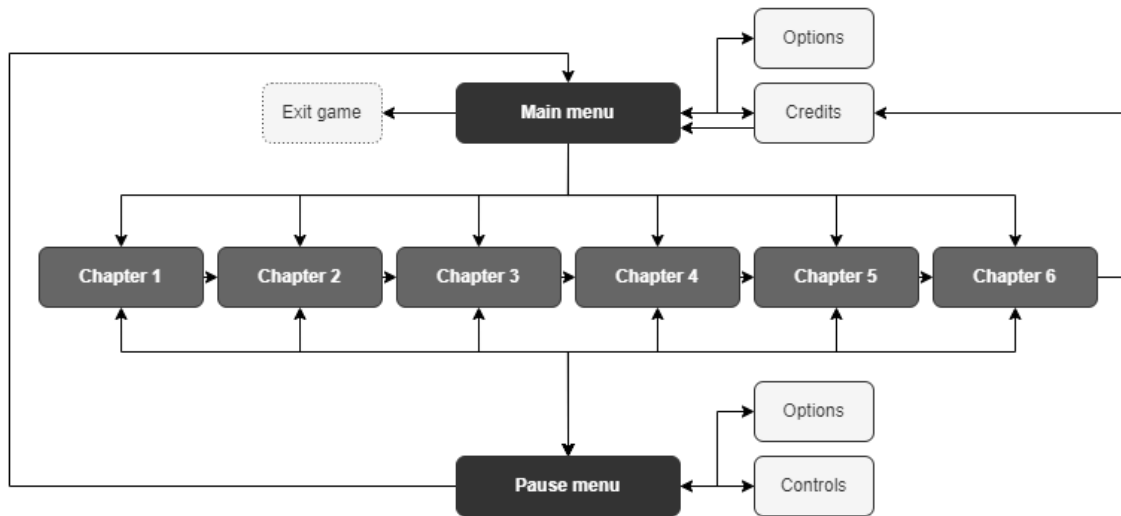 Options
Exit game
Main menu
Credits
Chapter 1
Chapter 2
Chapter 3
Chapter 4
Chapter 5
Chapter 6
Options
Pause menu
Controls